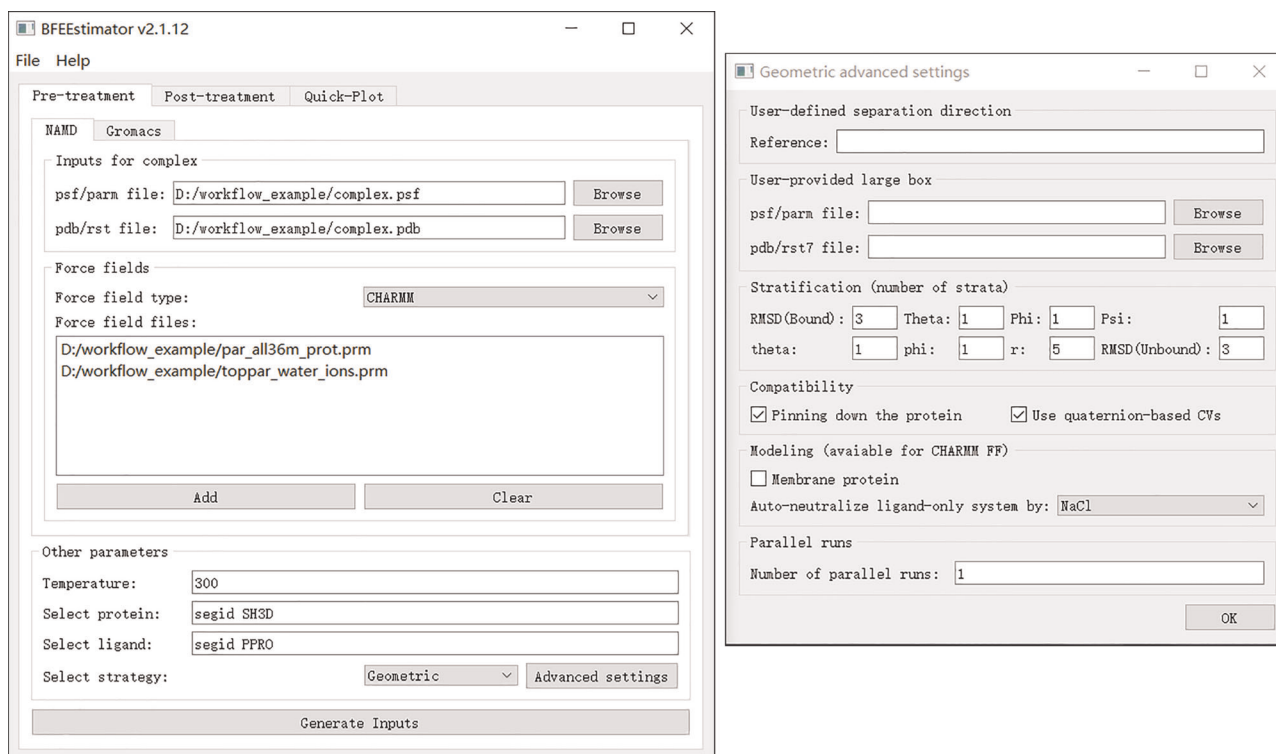 BFEEstimator v2.1.12
File Help
Pre-treatment Post-treatment Quick-Plot
NAMD Gromacs
Inputs for complex
psf/parm file: D:/workflow_example/complex.psf Browse
pdb/rst file: D:/workflow_example/complex.pdb Browse
Force fields
Force field type: CHARMM
Force field files:
D:/workflow_example/par_all36m_prot.prm
D:/workflow_example/toppar_water_ions.prm
Add Clear
Other parameters
Temperature: 300
Select protein: segid SH3D
Select ligand: segid PPRO
Select strategy: Geometric Advanced settings
Generate Inputs
Geometric advanced settings
User-defined separation direction
Reference:
User-provided large box
psf/parm file: Browse
pdb/rst7 file: Browse
Stratification (number of strata)
RMSD(Bound): 3 Theta: 1 Phi: 1 Psi: 1
theta: 1 phi: 1 r: 5 RMSD(Unbound): 3
Compatibility
Pinning down the protein Use quaternion-based CVs
Modeling (avaiable for CHARMM FF)
Membrane protein
Auto-neutralize ligand-only system by: NaCl
Parallel runs
Number of parallel runs: 1
OK